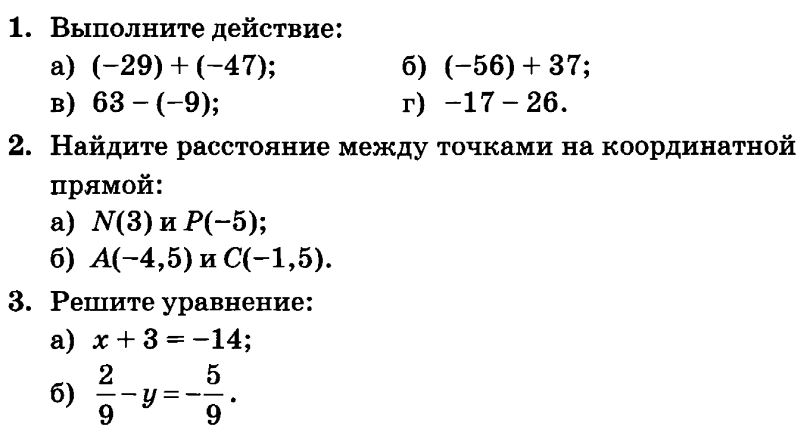 1. Выполните действие:
а) (−29) + (−47); б) (−56) + 37;
в) 63 − (−9); г) −17 − 26.
2. Найдите расстояние между точками на координатной
прямой:
а) N(3) и P(−5);
б) A(−4,5) и C(−1,5).
3. Решите уравнение:
а) x + 3 = −14;
б) 2/9 − y = −5/9.